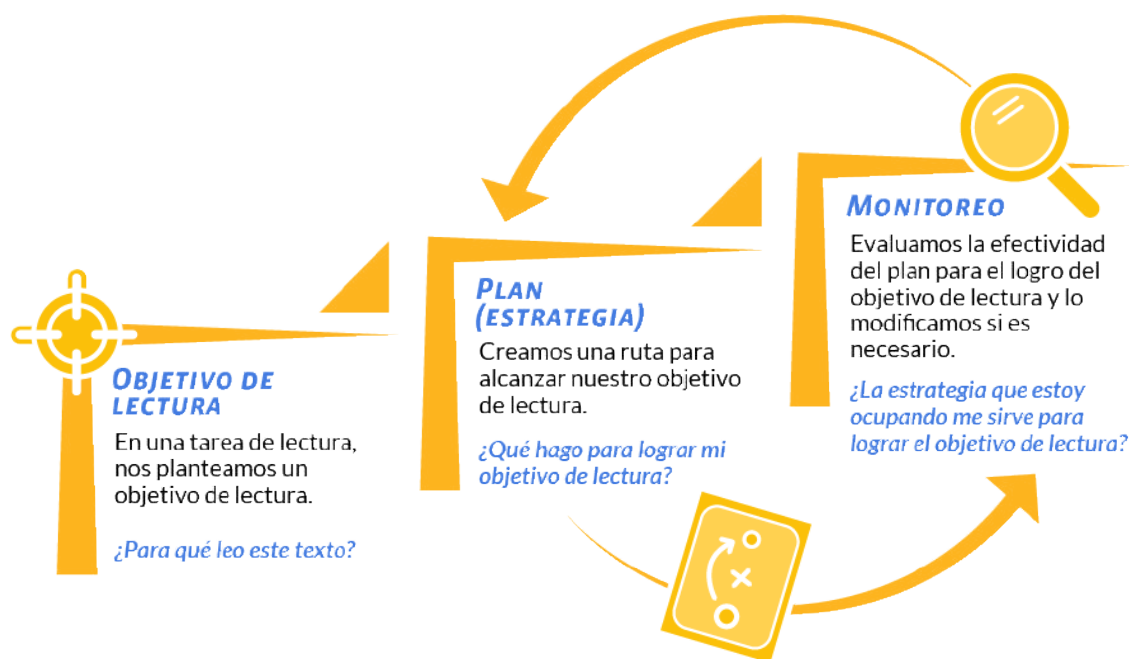 OBJETIVO DE
LECTURA
En una tarea de lectura,
nos planteamos un
objetivo de lectura.
¿Para qué leo este texto?
PLAN
(ESTRATEGIA)
Creamos una ruta para
alcanzar nuestro objetivo
de lectura.
¿Qué hago para lograr mi
objetivo de lectura?
MONITOREO
Evaluamos la efectividad
del plan para el logro del
objetivo de lectura y lo
modificamos si es
necesario.
¿La estrategia que estoy
ocupando me sirve para
lograr el objetivo de lectura?